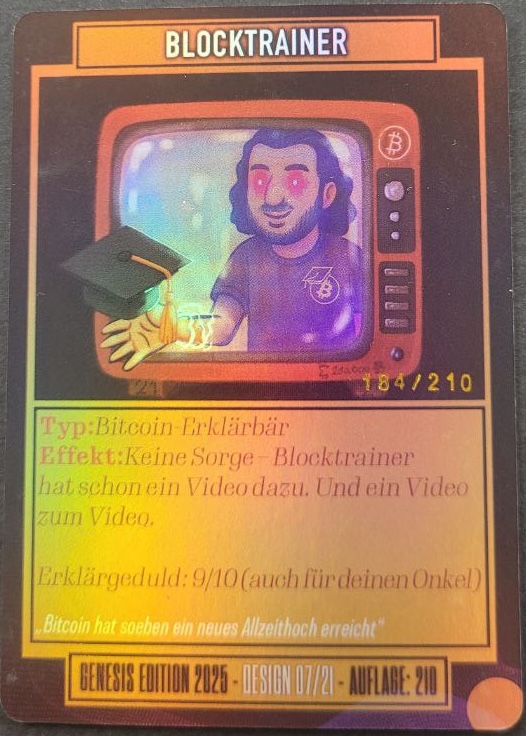 BLOCKTRAINER
184/210
21
Typ:Bitcoin-Erklärbär
Effekt:Keine Sorge – Blocktrainer
hat schon ein Video dazu. Und ein Video
zum Video.
Erklärgeduld: 9/10 (auch für deinen Onkel)
„Bitcoin hat soeben ein neues Allzeithoch erreicht“
GENESIS EDITION 2025 - DESIGN 07/21 - AUFLAGE: 210